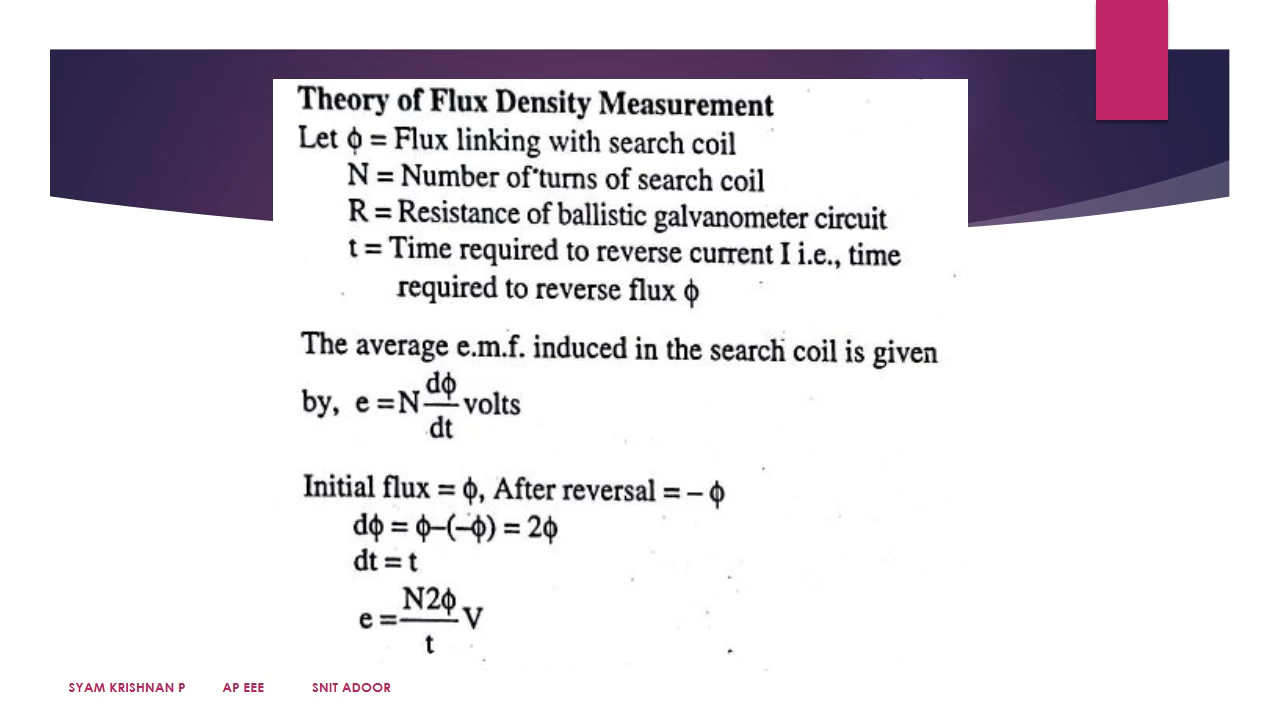 Theory of Flux Density Measurement
Let ϕ = Flux linking with search coil
N = Number of turns of search coil
R = Resistance of ballistic galvanometer circuit
t = Time required to reverse current I i.e., time
required to reverse flux ϕ
The average e.m.f. induced in the search coil is given
by, e = N dϕ/dt volts
Initial flux = ϕ, After reversal = – ϕ
dϕ = ϕ–(–ϕ) = 2ϕ
dt = t
e = N2ϕ/t V
SYAM KRISHNAN P AP EEE SNIT ADOOR